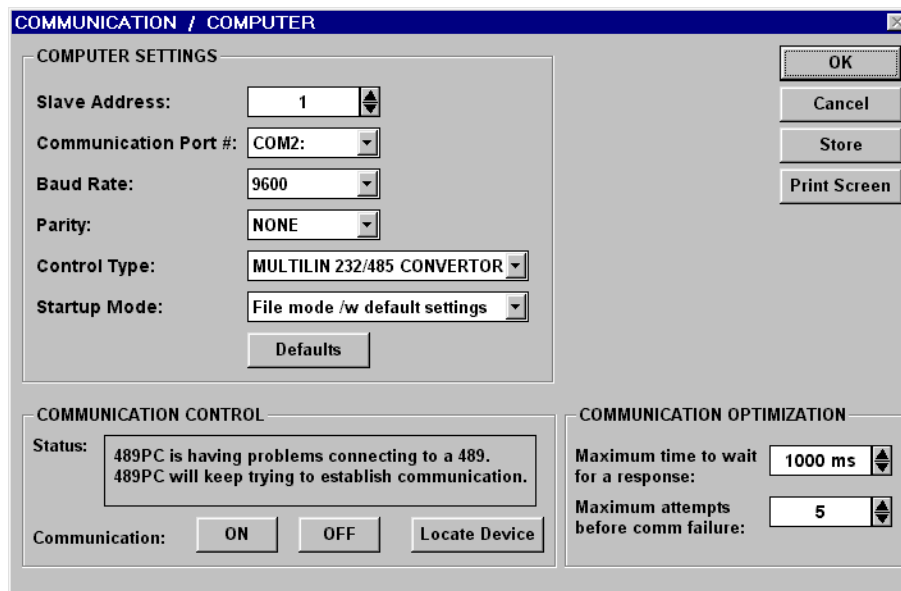 COMMUNICATION / COMPUTER
COMPUTER SETTINGS
OK
Slave Address: 1
Cancel
Communication Port #: COM2:
Store
Baud Rate: 9600
Print Screen
Parity: NONE
Control Type: MULTILIN 232/485 CONVERTOR
Startup Mode: File mode /w default settings
Defaults
COMMUNICATION CONTROL
Status:
489PC is having problems connecting to a 489.
489PC will keep trying to establish communication.
Communication: ON OFF Locate Device
COMMUNICATION OPTIMIZATION
Maximum time to wait
for a response: 1000 ms
Maximum attempts
before comm failure: 5